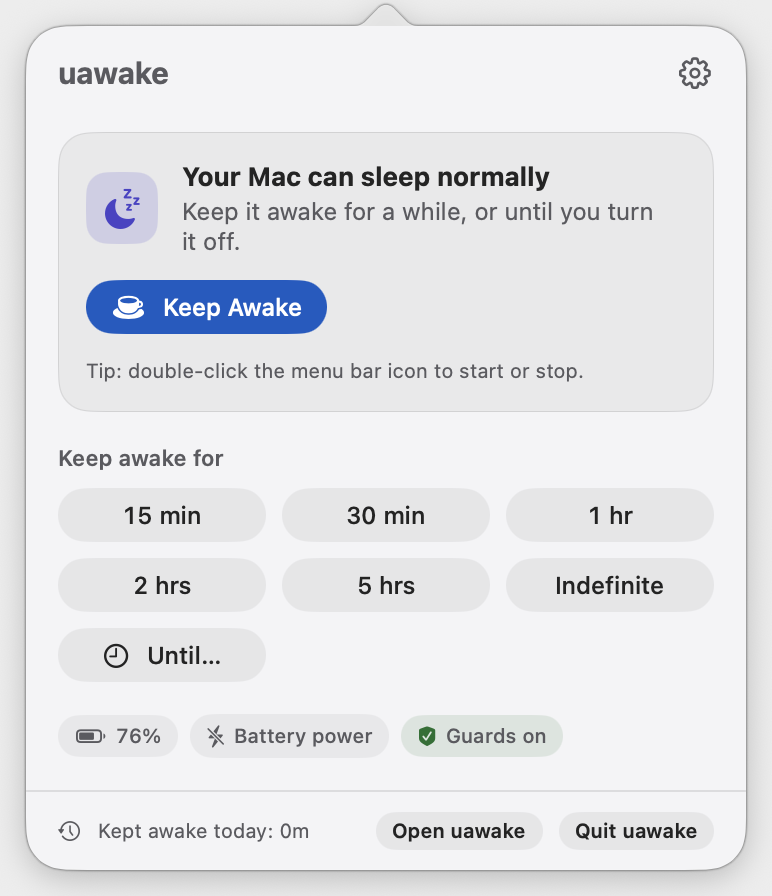 uawake
Your Mac can sleep normally
Keep it awake for a while, or until you turn
it off.
Keep Awake
Tip: double-click the menu bar icon to start or stop.
Keep awake for
15 min
30 min
1 hr
2 hrs
5 hrs
Indefinite
Until...
76%
Battery power
Guards on
Kept awake today: 0m
Open uawake
Quit uawake